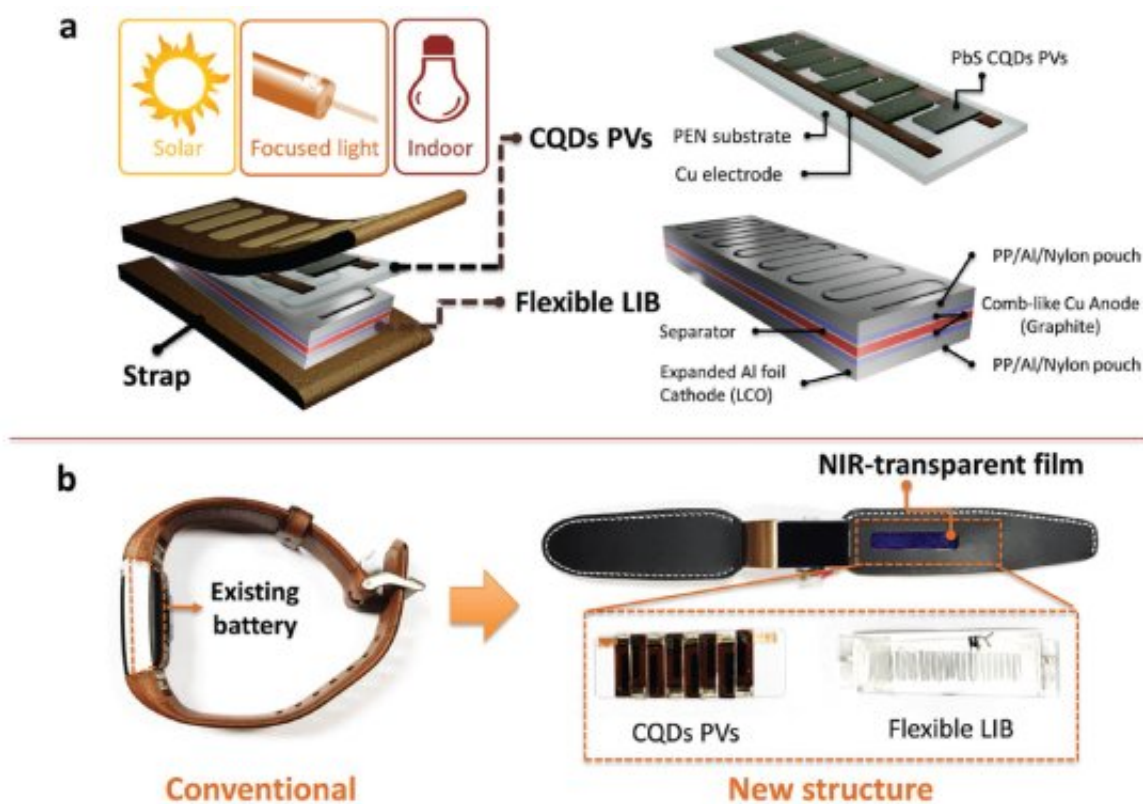 a
Solar
Focused light
Indoor
CQDs PVs
Flexible LIB
Strap
PbS CQDs PVs
PEN substrate
Cu electrode
PP/Al/Nylon pouch
Comb-like Cu Anode
(Graphite)
Separator
PP/Al/Nylon pouch
Expanded Al foil
Cathode (LCO)
b
Existing
battery
NIR-transparent film
CQDs PVs
Flexible LIB
Conventional
New structure